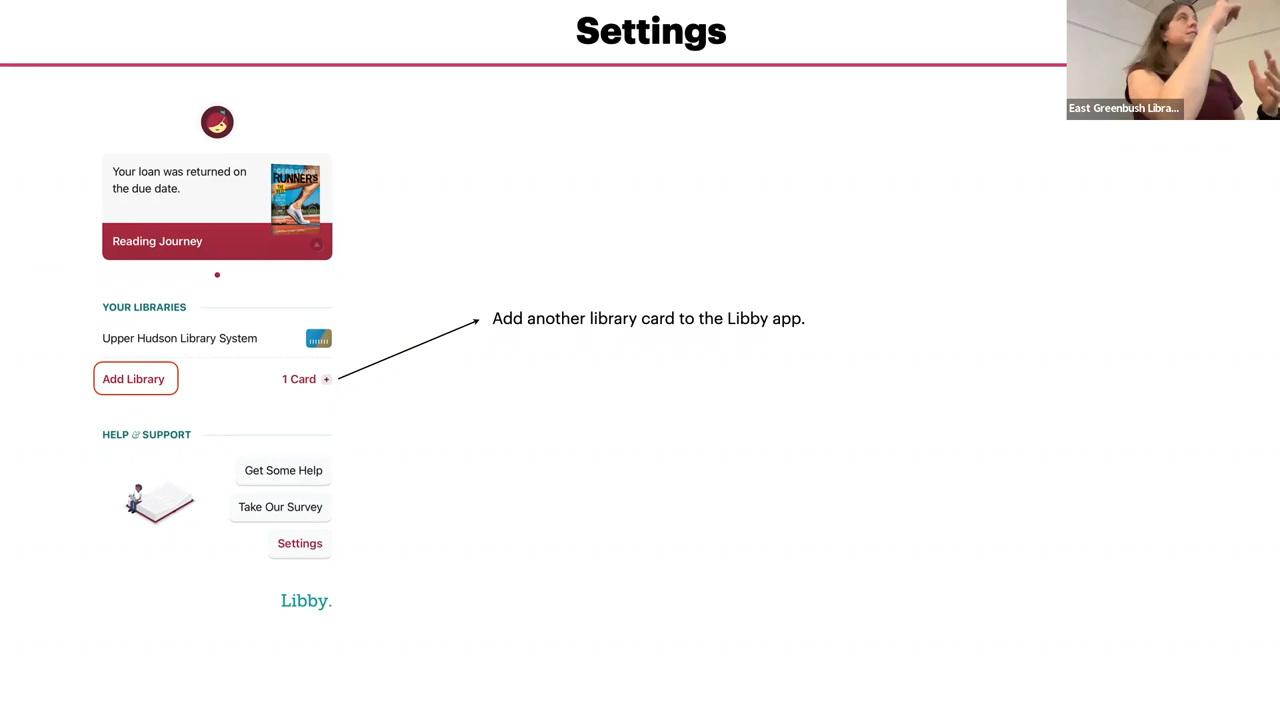 Settings
East Greenbush Libra...
Your loan was returned on
the due date.
RUNNER'S
Reading Journey
YOUR LIBRARIES
Upper Hudson Library System
Add another library card to the Libby app.
Add Library
1 Card +
HELP & SUPPORT
Get Some Help
Take Our Survey
Settings
Libby.